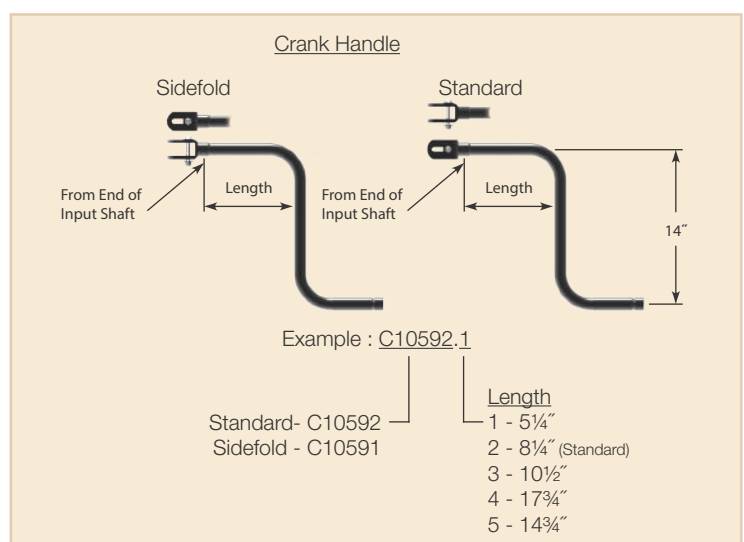 Crank Handle
Sidefold
Standard
From End of
Input Shaft
Length
From End of
Input Shaft
Length
14˝
Example : C10592.1
Standard- C10592
Sidefold - C10591
Length
1 - 5¼˝
2 - 8¼˝ (Standard)
3 - 10½˝
4 - 17¾˝
5 - 14¾˝